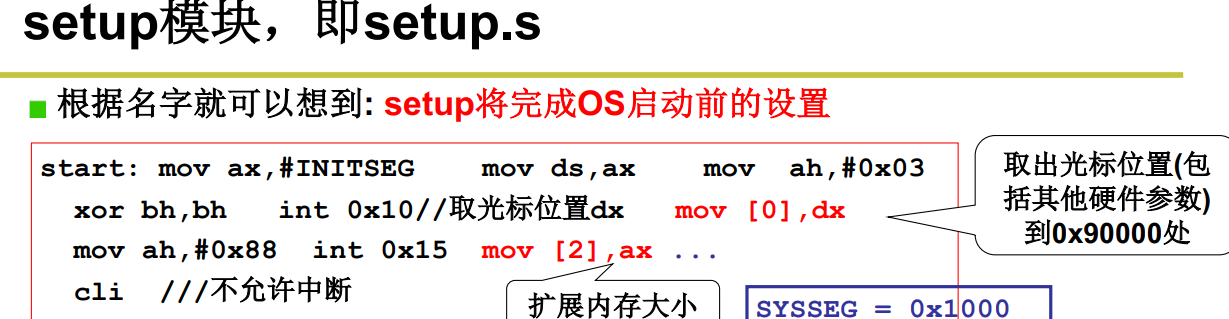 setup模块，即setup.s
根据名字就可以想到: setup将完成OS启动前的设置
start: mov ax,#INITSEG mov ds,ax mov ah,#0x03
xor bh,bh int 0x10//取光标位置dx mov [0],dx
mov ah,#0x88 int 0x15 mov [2],ax ...
cli ///不允许中断
取出光标位置(包
括其他硬件参数)
到0x90000处
扩展内存大小
SYSSEG = 0x1000